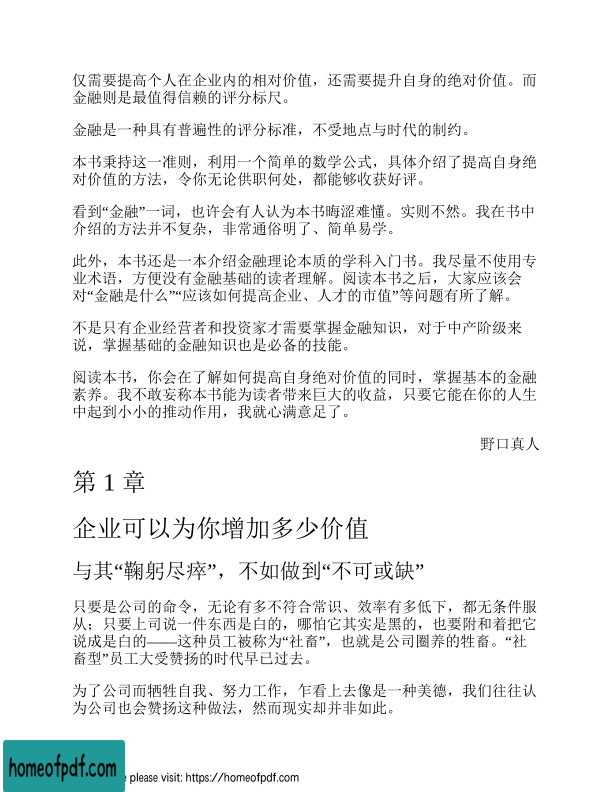 仅需要提高个人在企业内的相对价值，还需要提升自身的绝对价值。而
金融则是最值得信赖的评分标尺。
金融是一种具有普遍性的评分标准，不受地点与时代的制约。
本书秉持这一准则，利用一个简单的数学公式，具体介绍了提高自身绝
对价值的方法，令你无论供职何处，都能够收获好评。
看到“金融”一词，也许会有人认为本书晦涩难懂。实则不然。我在书中
介绍的方法并不复杂，非常通俗明了、简单易学。
此外，本书还是一本介绍金融理论本质的学科入门书。我尽量不使用专
业术语，方便没有金融基础的读者理解。阅读本书之后，大家应该会
对“金融是什么”“应该如何提高企业、人才的市值”等问题有所了解。
不是只有企业经营者和投资家才需要掌握金融知识，对于中产阶级来
说，掌握基础的金融知识也是必备的技能。
阅读本书，你会在了解如何提高自身绝对价值的同时，掌握基本的金融
素养。我不敢妄称本书能为读者带来巨大的收益，只要它能在你的人生
中起到小小的推动作用，我就心满意足了。
野口真人
第 1 章
企业可以为你增加多少价值
与其“鞠躬尽瘁”，不如做到“不可或缺”
只要是公司的命令，无论有多不符合常识、效率有多低下，都无条件服
从；只要上司说一件东西是白的，哪怕它其实是黑的，也要附和着把它
说成是白的——这种员工被称为“社畜”，也就是公司圈养的牲畜。“社
畜型”员工大受赞扬的时代早已过去。
为了公司而牺牲自我、努力工作，乍看上去像是一种美德，我们往往认
为公司也会赞扬这种做法，然而现实却并非如此。
homeofpdf.com
e please visit: https://homeofpdf.com